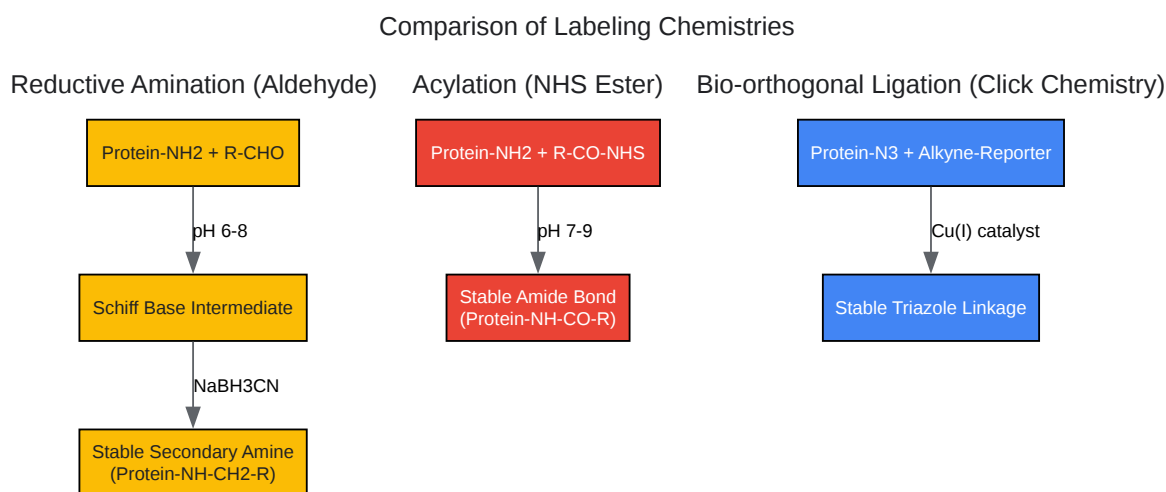 Comparison of Labeling Chemistries
Reductive Amination (Aldehyde)
Protein-NH2 + R-CHO
pH 6-8
Schiff Base Intermediate
NaBH3CN
Stable Secondary Amine
(Protein-NH-CH2-R)
Acylation (NHS Ester)
Protein-NH2 + R-CO-NHS
pH 7-9
Stable Amide Bond
(Protein-NH-CO-R)
Bio-orthogonal Ligation (Click Chemistry)
Protein-N3 + Alkyne-Reporter
Cu(I) catalyst
Stable Triazole Linkage